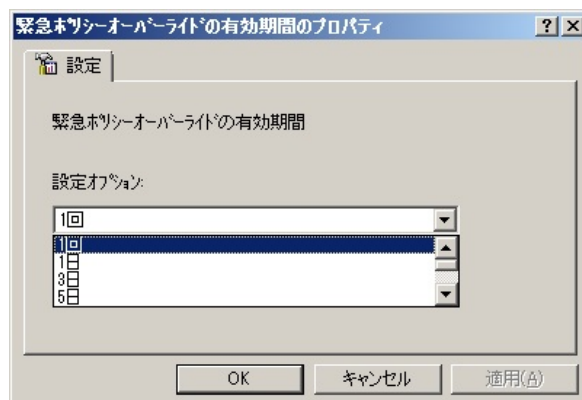 緊急ポリシーオーバーライドの有効期間のプロパティ
設定
緊急ポリシーオーバーライドの有効期間
設定オプション:
1回
1回
1日
3日
5日
OK キャンセル 適用(A)